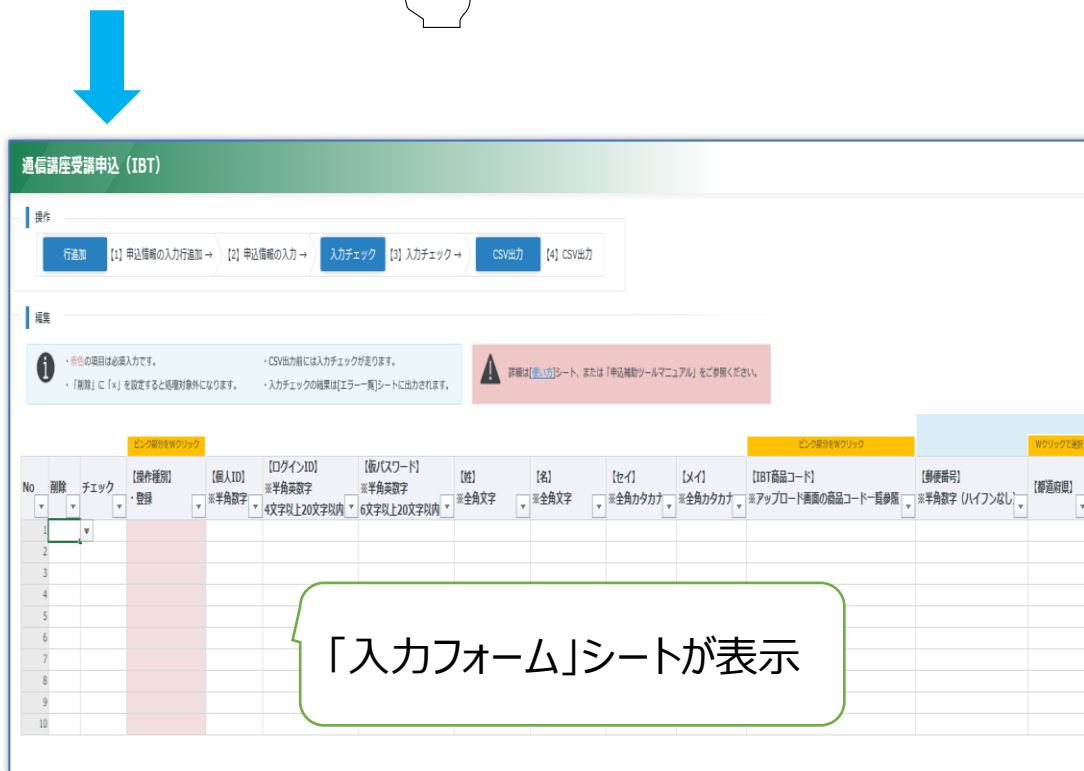 通信講座受講申込（IBT）
操作
行追加 【1】申込情報の入力行追加→ 【2】申込情報の入力→ 入力チェック 【3】入力チェック→ CSV出力 【4】CSV出力
編集
・赤色の項目は必須入力です。 ・CSV出力前には入力チェックが走ります。
・「削除」に「×」を設定すると処理対象外になります。 ・入力チェックの結果は[エラー一覧]シートに出力されます。
詳細は[使い方]シート、または「申込補助ツールマニュアル」をご参照ください。
ピンク部分をWクリック ピンク部分をWクリック Wクリックで選択
No 削除 チェック
【操作種別】
・登録
【個人ID】
※半角数字
【ログインID】
※半角英数字
4文字以上20文字以内
【仮パスワード】
※半角英数字
6文字以上20文字以内
【姓】
※全角文字
【名】
※全角文字
【セイ】
※全角カタカナ
【メイ】
※全角カタカナ
【IBT商品コード】
※アップロード画面の商品コード一覧参照
【郵便番号】
※半角数字（ハイフンなし）
【都道府県】
1
2
3
4
5
6
7
8
9
10
「入力フォーム」シートが表示